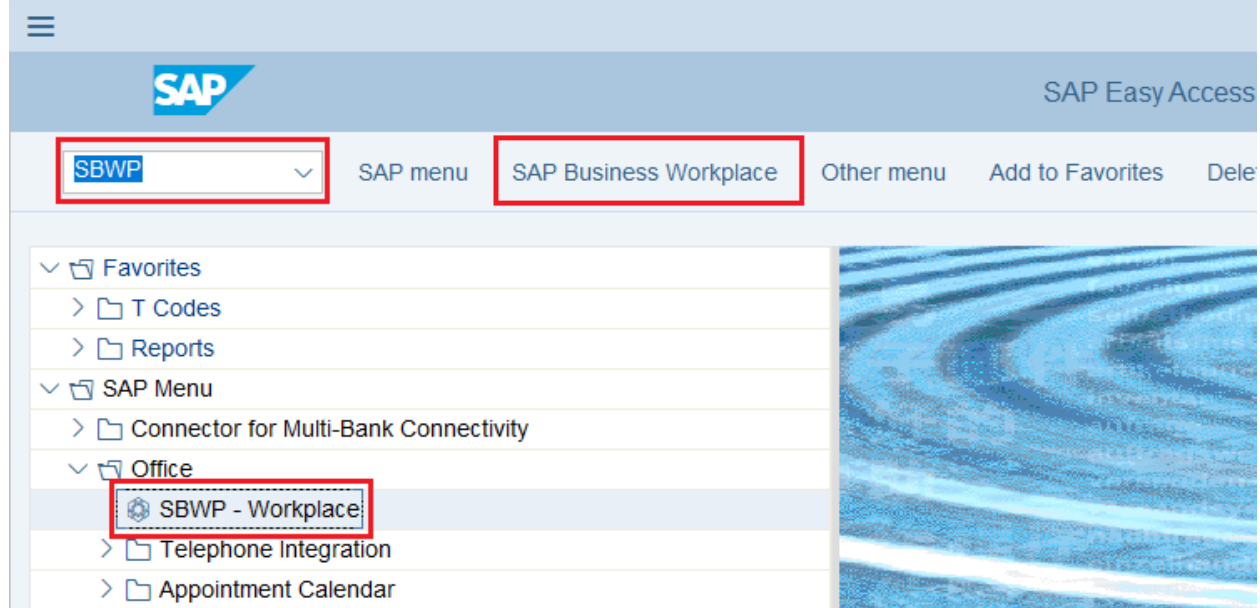 SAP
SAP Easy Access
SBWP SAP menu SAP Business Workplace Other menu Add to Favorites Dele
Favorites
T Codes
Reports
SAP Menu
Connector for Multi-Bank Connectivity
Office
SBWP - Workplace
Telephone Integration
Appointment Calendar